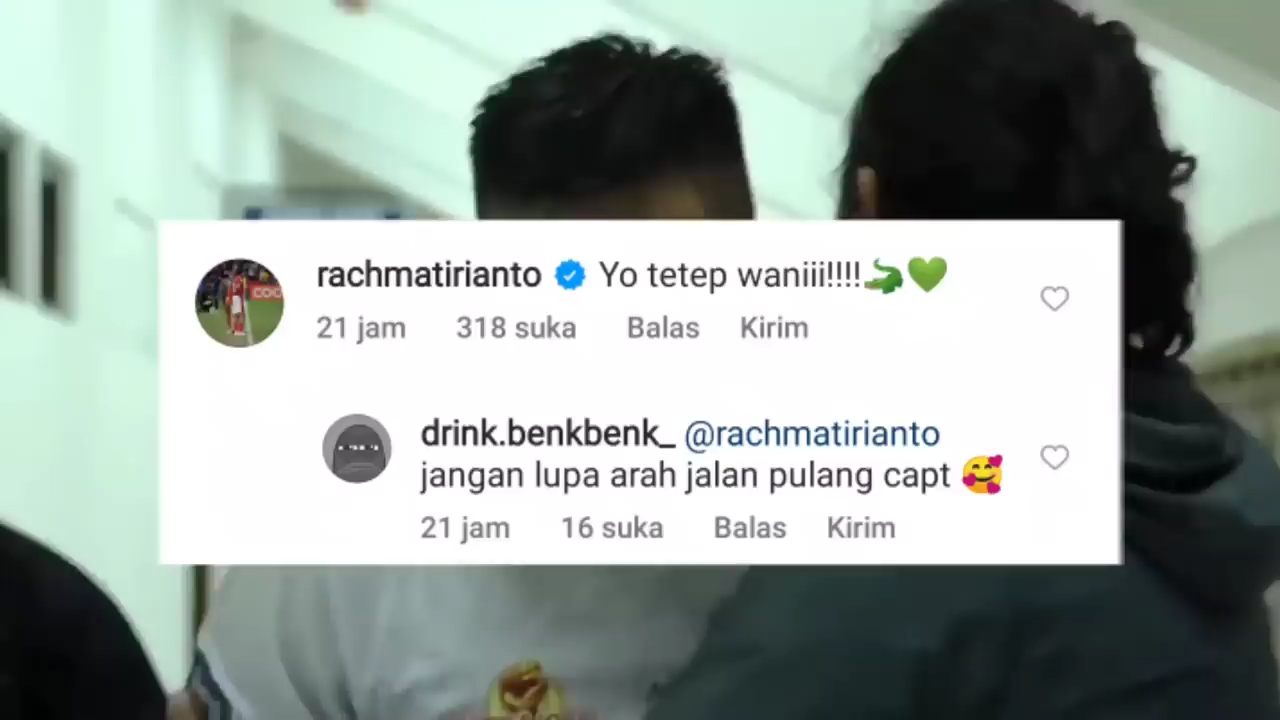 rachmatirianto Yo tetep waniii!!!!🐊💚
21 jam 318 suka Balas Kirim
drink.benkbenk_ @rachmatirianto
jangan lupa arah jalan pulang capt 🥰
21 jam 16 suka Balas Kirim